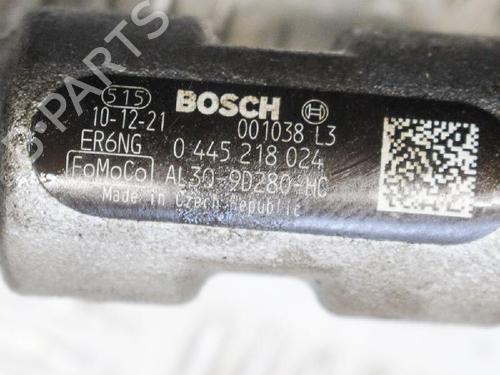 515
10-12-21 BOSCH
001038 L3
ER6NG 0 445 218 024
FoMoCo AL3Q-9D280-HC
Made in Czech Republic
B-PARTS